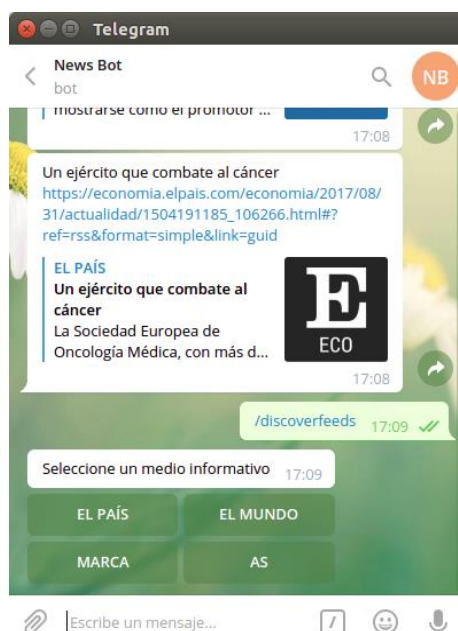 Telegram
News Bot
bot
NB
mostrarse como el promotor ...
17:08
Un ejército que combate al cáncer
https://economia.elpais.com/economia/2017/08/
31/actualidad/1504191185_106266.html#?
ref=rss&format=simple&link=guid
EL PAÍS
Un ejército que combate al
cáncer
La Sociedad Europea de
Oncología Médica, con más d...
E
ECO
17:08
/discoverfeeds 17:09
Seleccione un medio informativo 17:09
EL PAÍS EL MUNDO
MARCA AS
Escribe un mensaje...